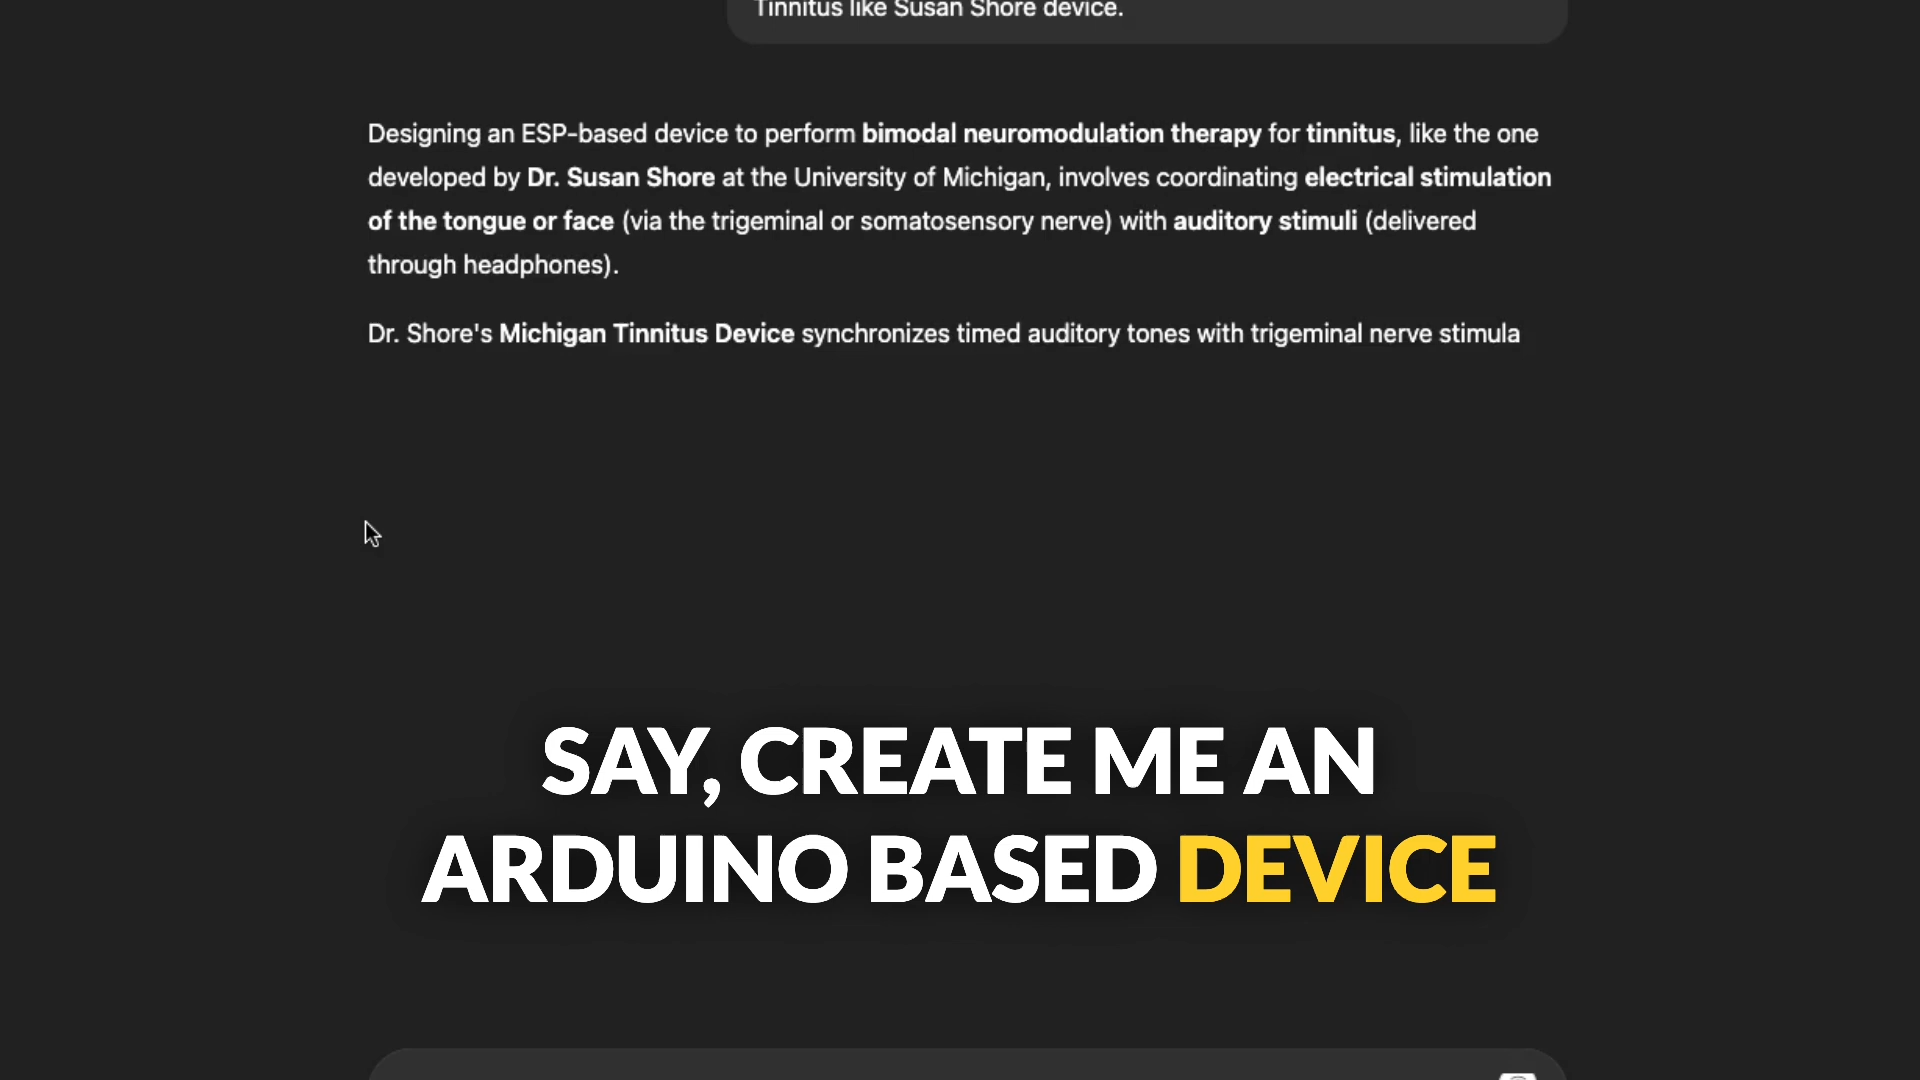 Tinnitus like Susan Shore device.
Designing an ESP-based device to perform bimodal neuromodulation therapy for tinnitus, like the one
developed by Dr. Susan Shore at the University of Michigan, involves coordinating electrical stimulation
of the tongue or face (via the trigeminal or somatosensory nerve) with auditory stimuli (delivered
through headphones).
Dr. Shore's Michigan Tinnitus Device synchronizes timed auditory tones with trigeminal nerve stimula
SAY, CREATE ME AN
ARDUINO BASED DEVICE